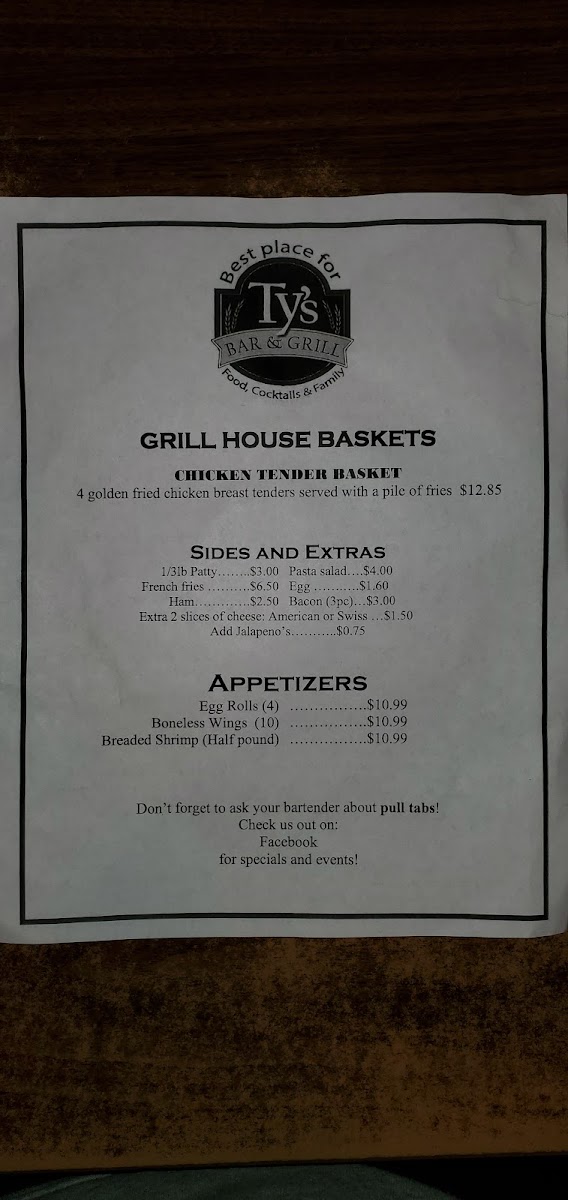 Best place for
Ty's
BAR & GRILL
Food, Cocktails & Family
GRILL HOUSE BASKETS
CHICKEN TENDER BASKET
4 golden fried chicken breast tenders served with a pile of fries $12.85
SIDES AND EXTRAS
1/3lb Patty........$3.00 Pasta salad....$4.00
French fries ..........$6.50 Egg ...........$1.60
Ham.............$2.50 Bacon (3pc)...$3.00
Extra 2 slices of cheese: American or Swiss ...$1.50
Add Jalapeno's...........$0.75
APPETIZERS
Egg Rolls (4) ................$10.99
Boneless Wings (10) ................$10.99
Breaded Shrimp (Half pound) ................$10.99
Don't forget to ask your bartender about pull tabs!
Check us out on:
Facebook
for specials and events!